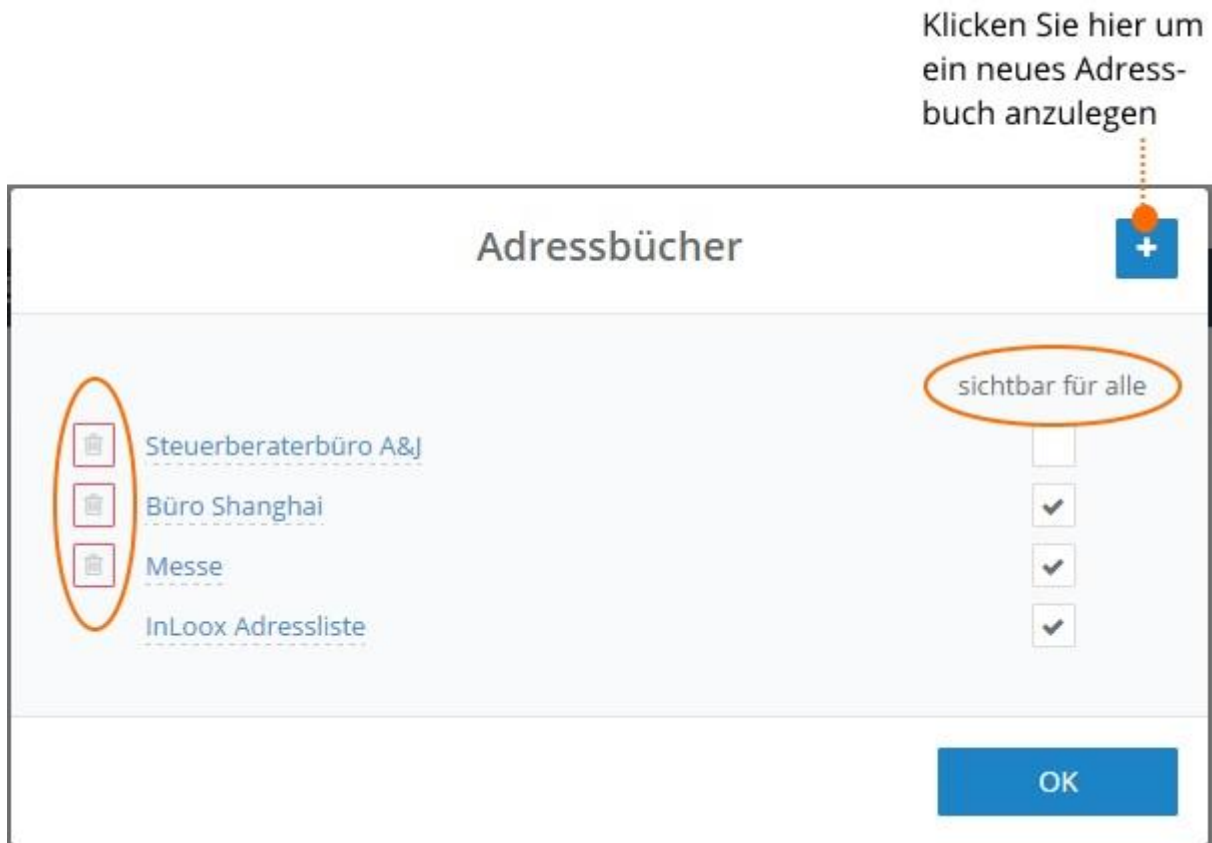 Klicken Sie hier um
ein neues Adress-
buch anzulegen
Adressbücher
+
sichtbar für alle
Steuerberaterbüro A&J
Büro Shanghai
Messe
InLoox Adressliste
OK